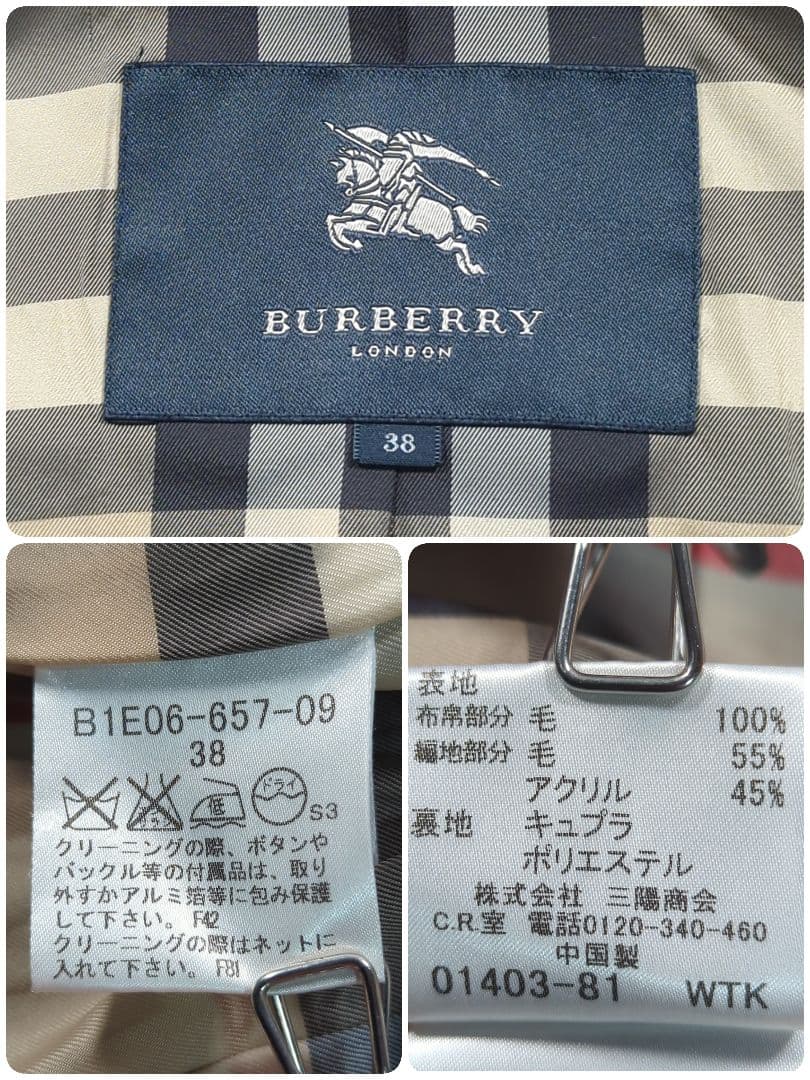 BURBERRY
LONDON
38
B1E06-657-09
38
低
ドライ
S3
クリーニングの際、ボタンや
バックル等の付属品は、取り
外すかアルミ箔等に包み保護
して下さい。 F42
クリーニングの際はネットに
入れて下さい。 F81
表地
布帛部分 毛 100%
編地部分 毛 55%
アクリル 45%
裏地 キュプラ
ポリエステル
株式会社 三陽商会
C.R.室 電話0120-340-460
中国製
01403-81 WTK